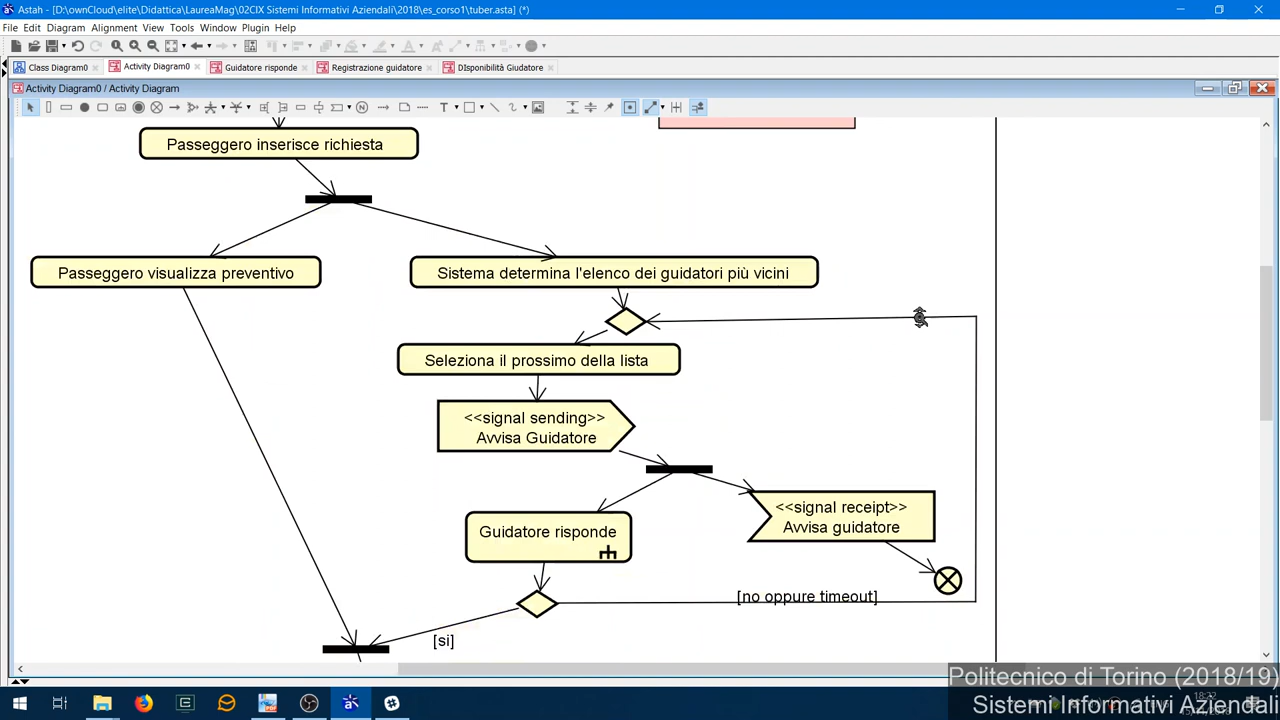 Astah - [D:\ownCloud\elite\Didattica\LaureaMag\02CIX Sistemi Informativi Aziendali\2018\es_corso1\tuber.asta *]
File Edit Diagram Alignment View Tools Window Plugin Help
Class Diagram0 Activity Diagram0 Guidatore risponde Registrazione guidatore DIsponibilità Giudatore
Activity Diagram0 / Activity Diagram
Passeggero inserisce richiesta
Passeggero visualizza preventivo
Sistema determina l'elenco dei guidatori più vicini
Seleziona il prossimo della lista
<<signal sending>>
Avvisa Guidatore
<<signal receipt>>
Avvisa guidatore
Guidatore risponde
[no oppure timeout]
[si]
Politecnico di Torino (2018/19)
Sistemi Informativi Aziendali